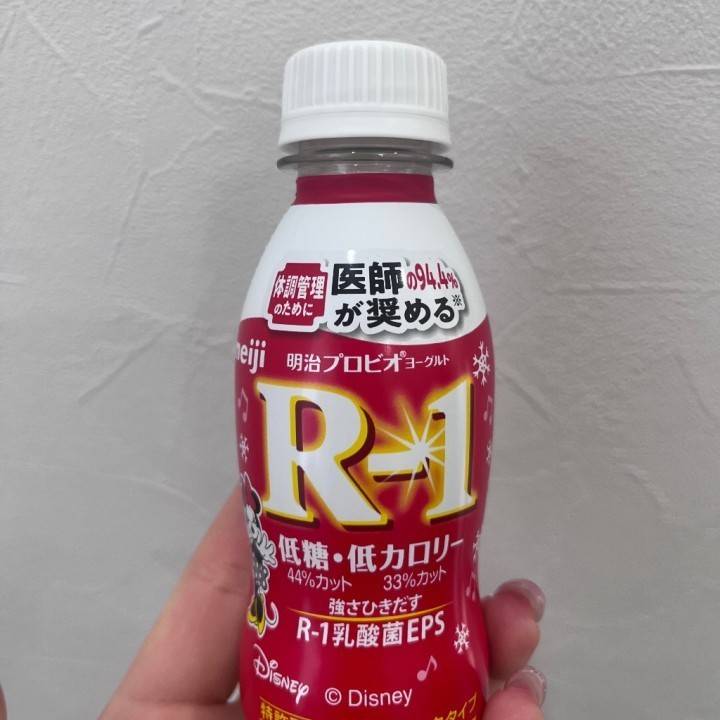 体調管理
のために
医師の94.4%
が奨める※
meiji
明治プロビオ®ヨーグルト
R-1
低糖・低カロリー
44%カット 33%カット
強さひきだす
R-1乳酸菌EPS
Disney
© Disney